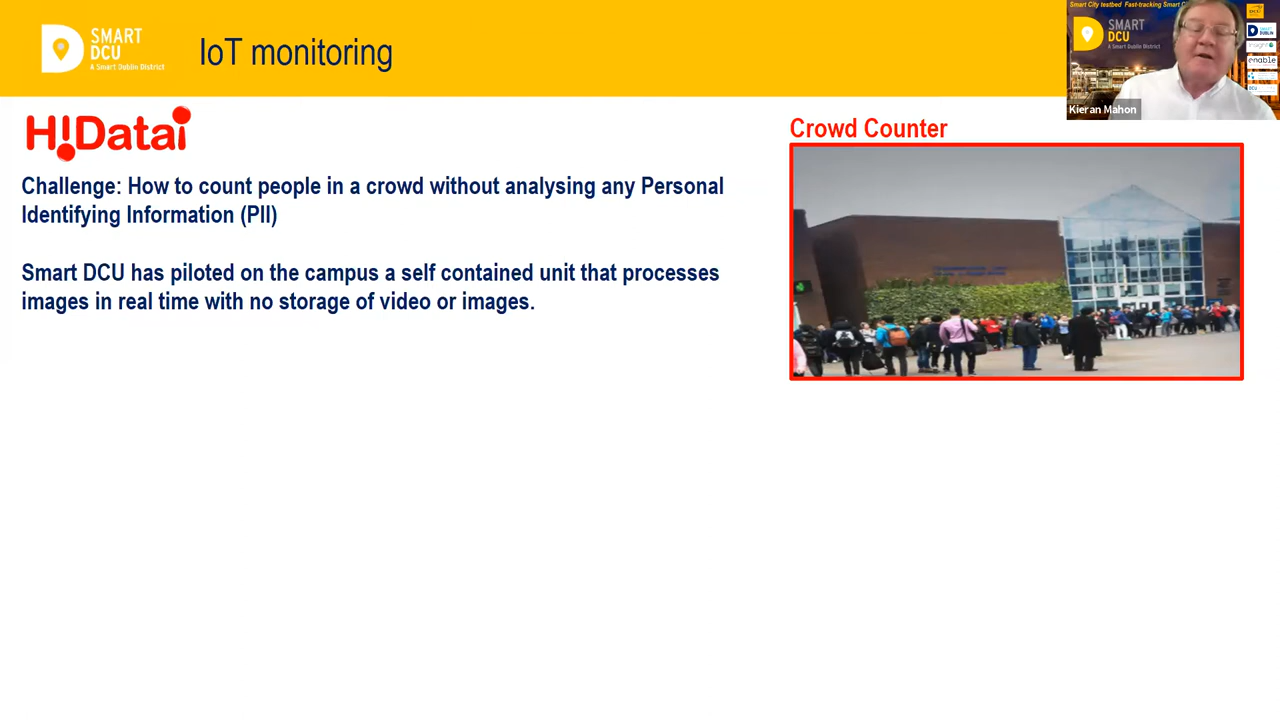 SMART
DCU
A Smart Dublin District
IoT monitoring
Smart City testbed Fast-tracking Smart C
SMART
DCU
A Smart Dublin District
DCU
DUBLIN
enable
Kieran Mahon
H!Datai
Challenge: How to count people in a crowd without analysing any Personal
Identifying Information (PII)
Smart DCU has piloted on the campus a self contained unit that processes
images in real time with no storage of video or images.
Crowd Counter